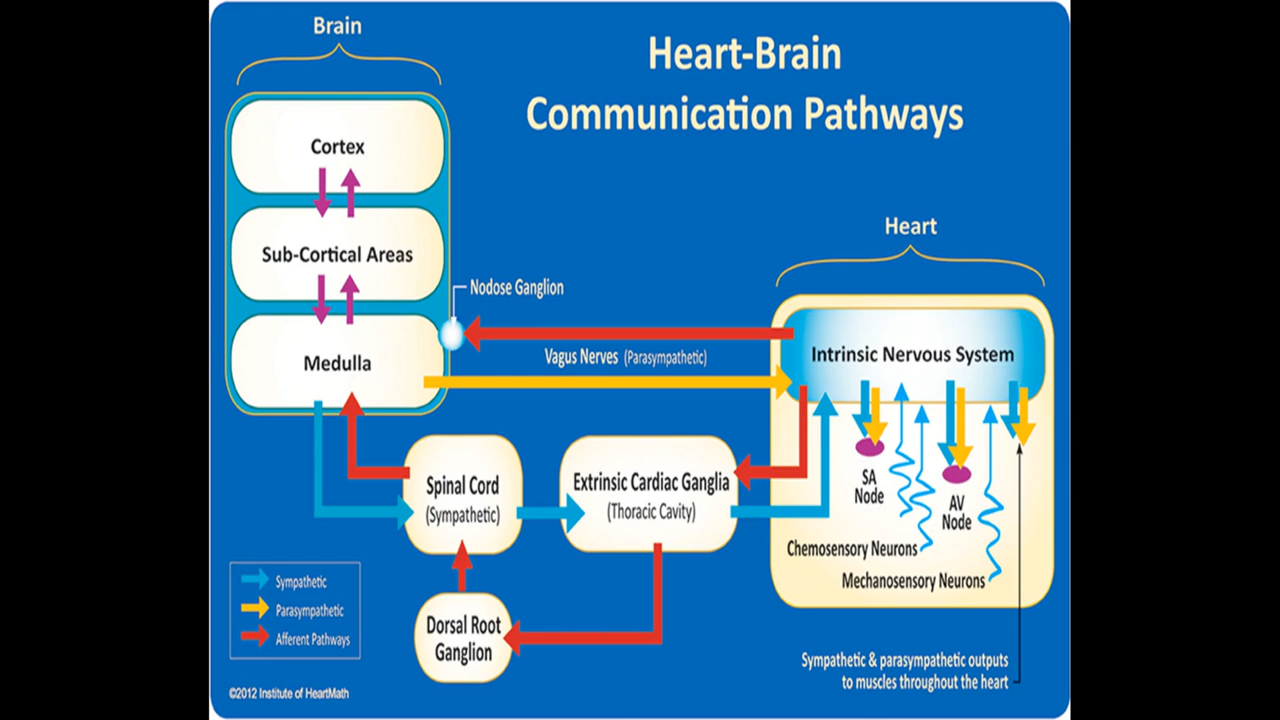 Brain
Heart-Brain
Communication Pathways
Cortex
Sub-Cortical Areas
Medulla
Nodose Ganglion
Vagus Nerves (Parasympathetic)
Heart
Intrinsic Nervous System
SA
Node
AV
Node
Chemosensory Neurons
Mechanosensory Neurons
Spinal Cord
(Sympathetic)
Extrinsic Cardiac Ganglia
(Thoracic Cavity)
Dorsal Root
Ganglion
Sympathetic
Parasympathetic
Afferent Pathways
Sympathetic & parasympathetic outputs
to muscles throughout the heart
©2012 Institute of HeartMath